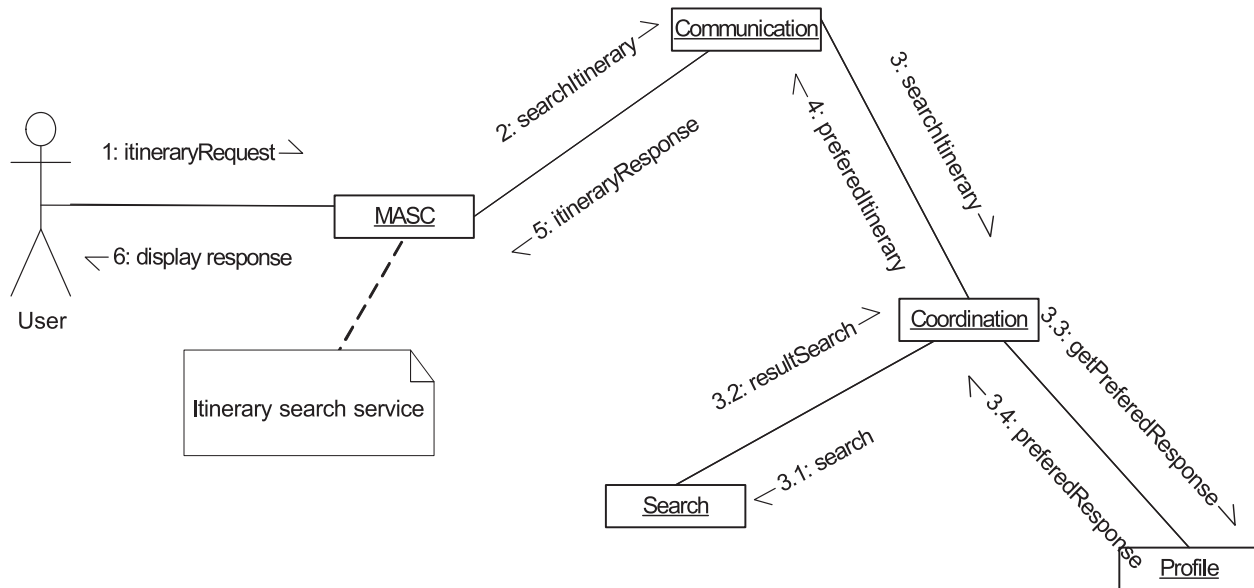 Communication
2: searchItinerary
3: searchItinerary
4: preferedItinerary
1: itineraryRequest
5: itineraryResponse
MASC
6: display response
User
Itinerary search service
Coordination
3.2: resultSearch
3.3: getPreferedResponse
3.1: search
3.4: preferedResponse
Search
Profile